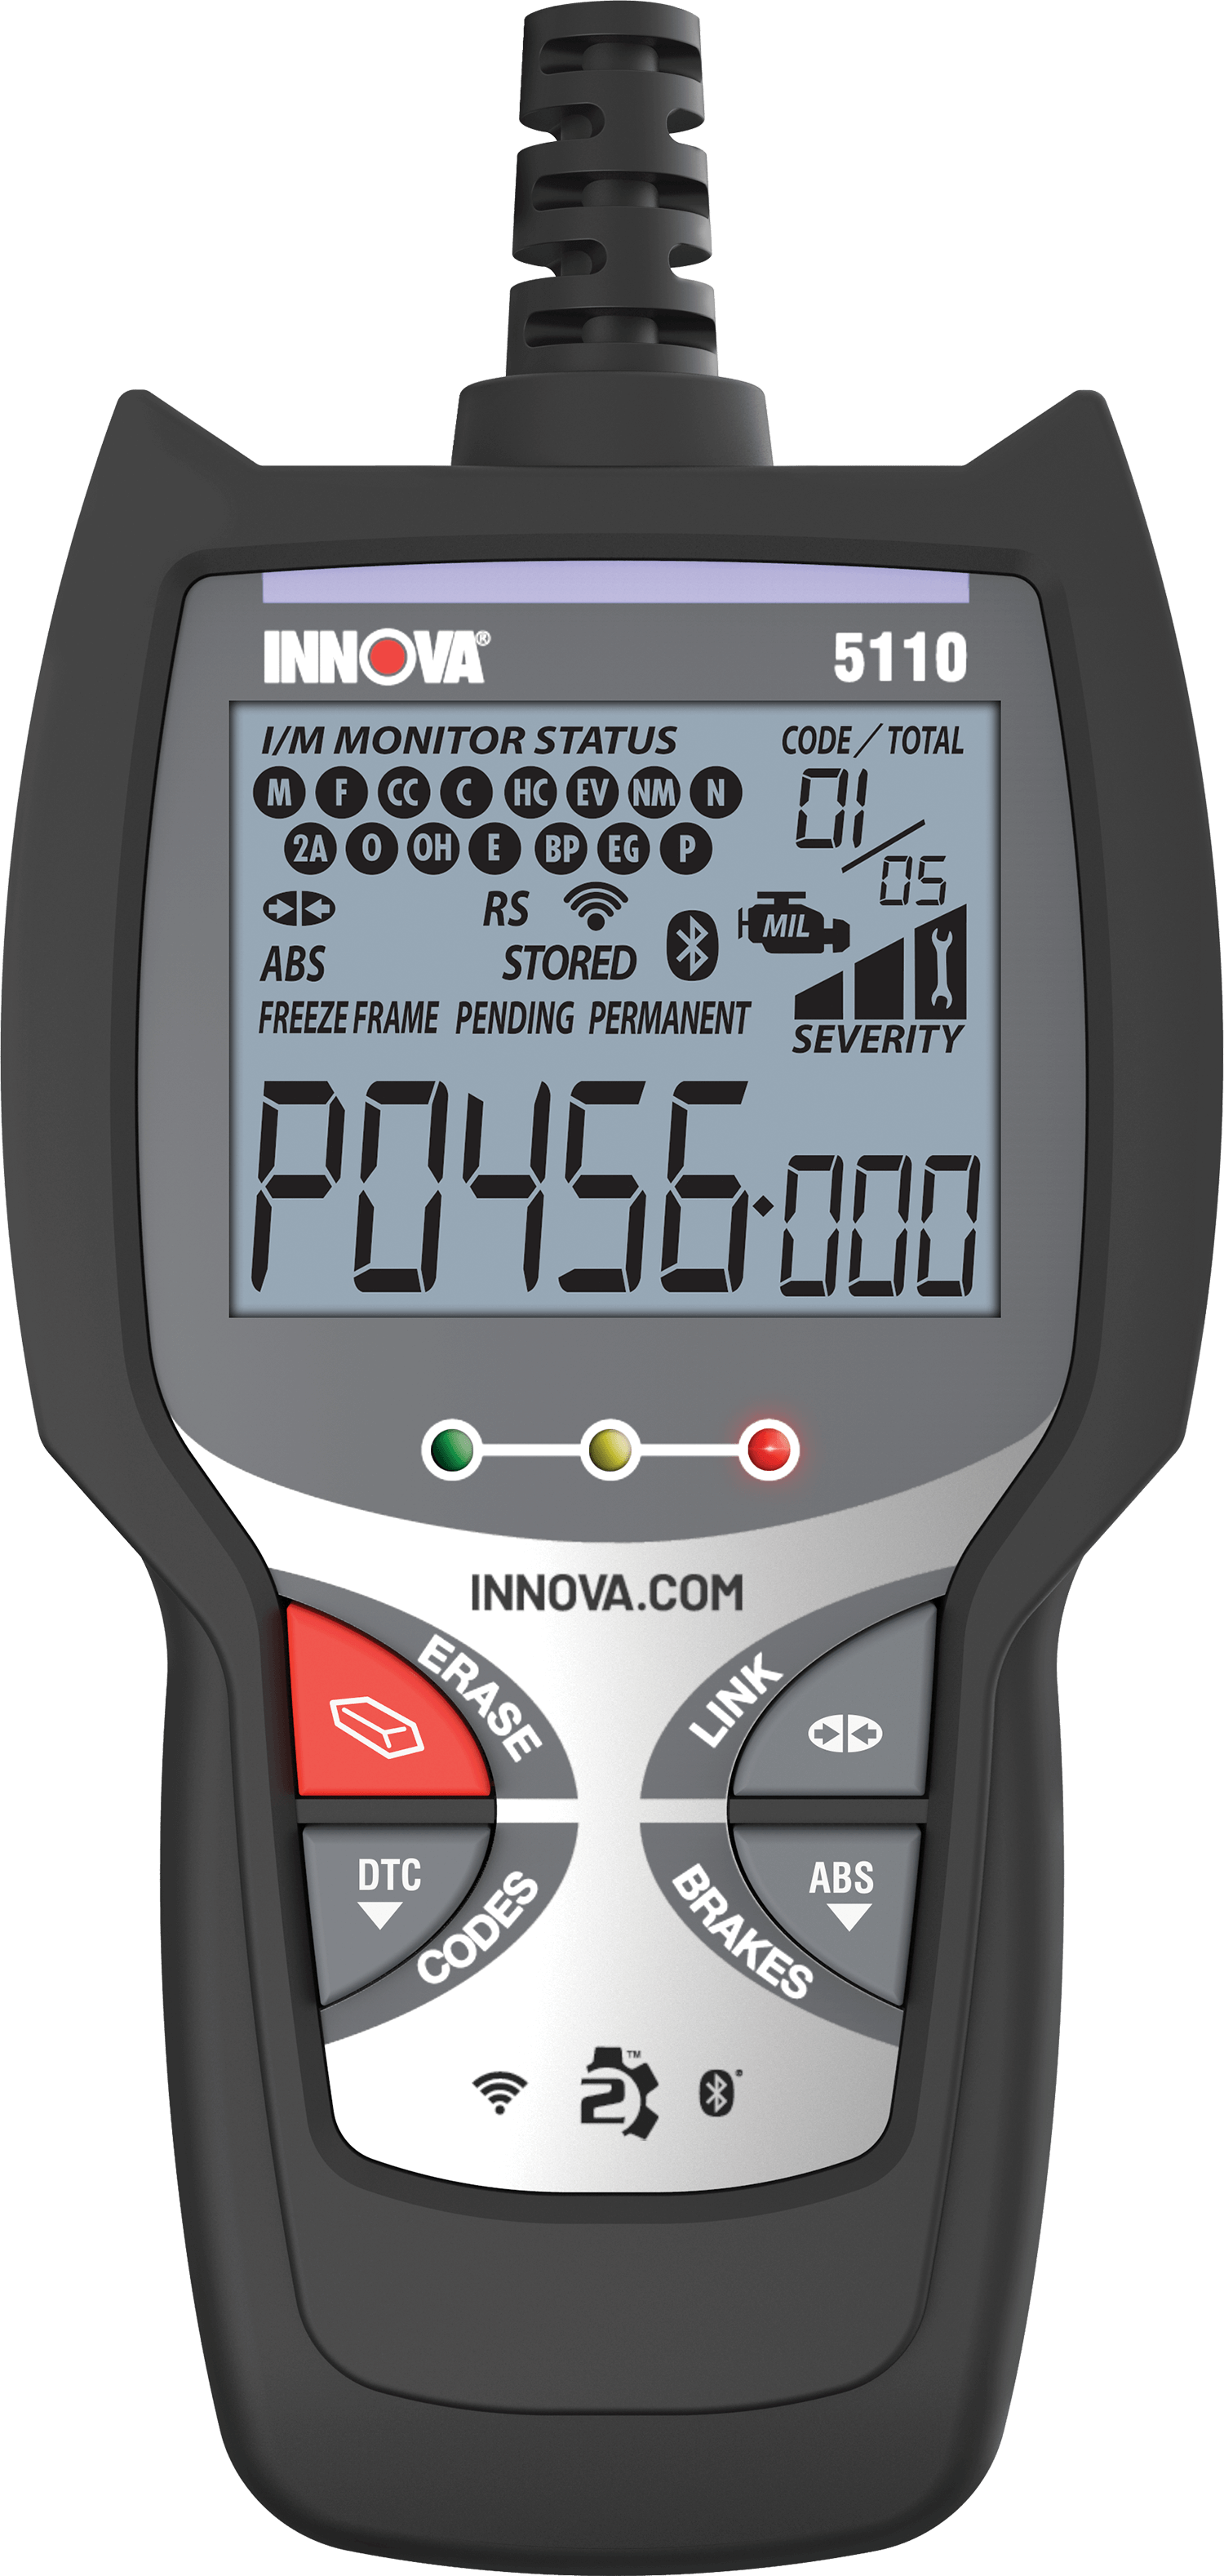 INNOVA®
5110
I/M MONITOR STATUS
CODE / TOTAL
M F CC C HC EV NM N
01
2A O OH E BP EG P
/ 05
RS
MIL
ABS
STORED
FREEZE FRAME PENDING PERMANENT
SEVERITY
P0456.000
INNOVA.COM
ERASE
LINK
DTC
CODES
ABS
BRAKES
2™